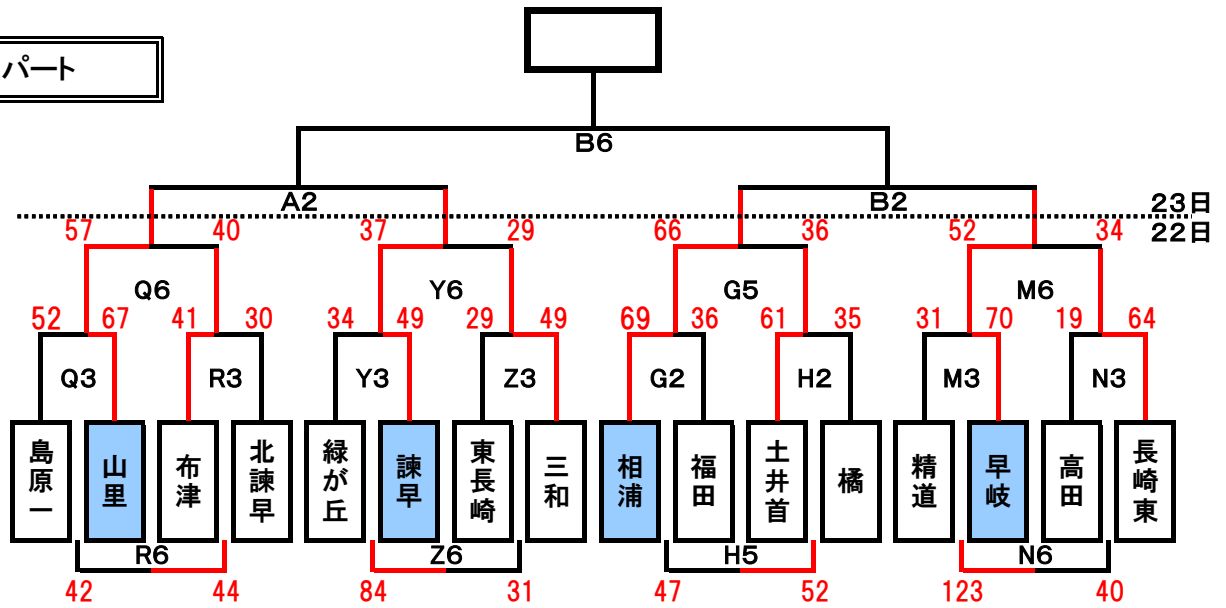 パート
B6
A2 B2 23日
57 40 37 29 66 36 52 34 22日
Q6 Y6 G5 M6
52 67 41 30 34 49 29 49 69 36 61 35 31 70 19 64
Q3 R3 Y3 Z3 G2 H2 M3 N3
島原一
山里
布津
北諫早
緑が丘
諫早
東長崎
三和
相浦
福田
土井首
橘
精道
早岐
高田
長崎東
R6 Z6 H5 N6
42 44 84 31 47 52 123 40